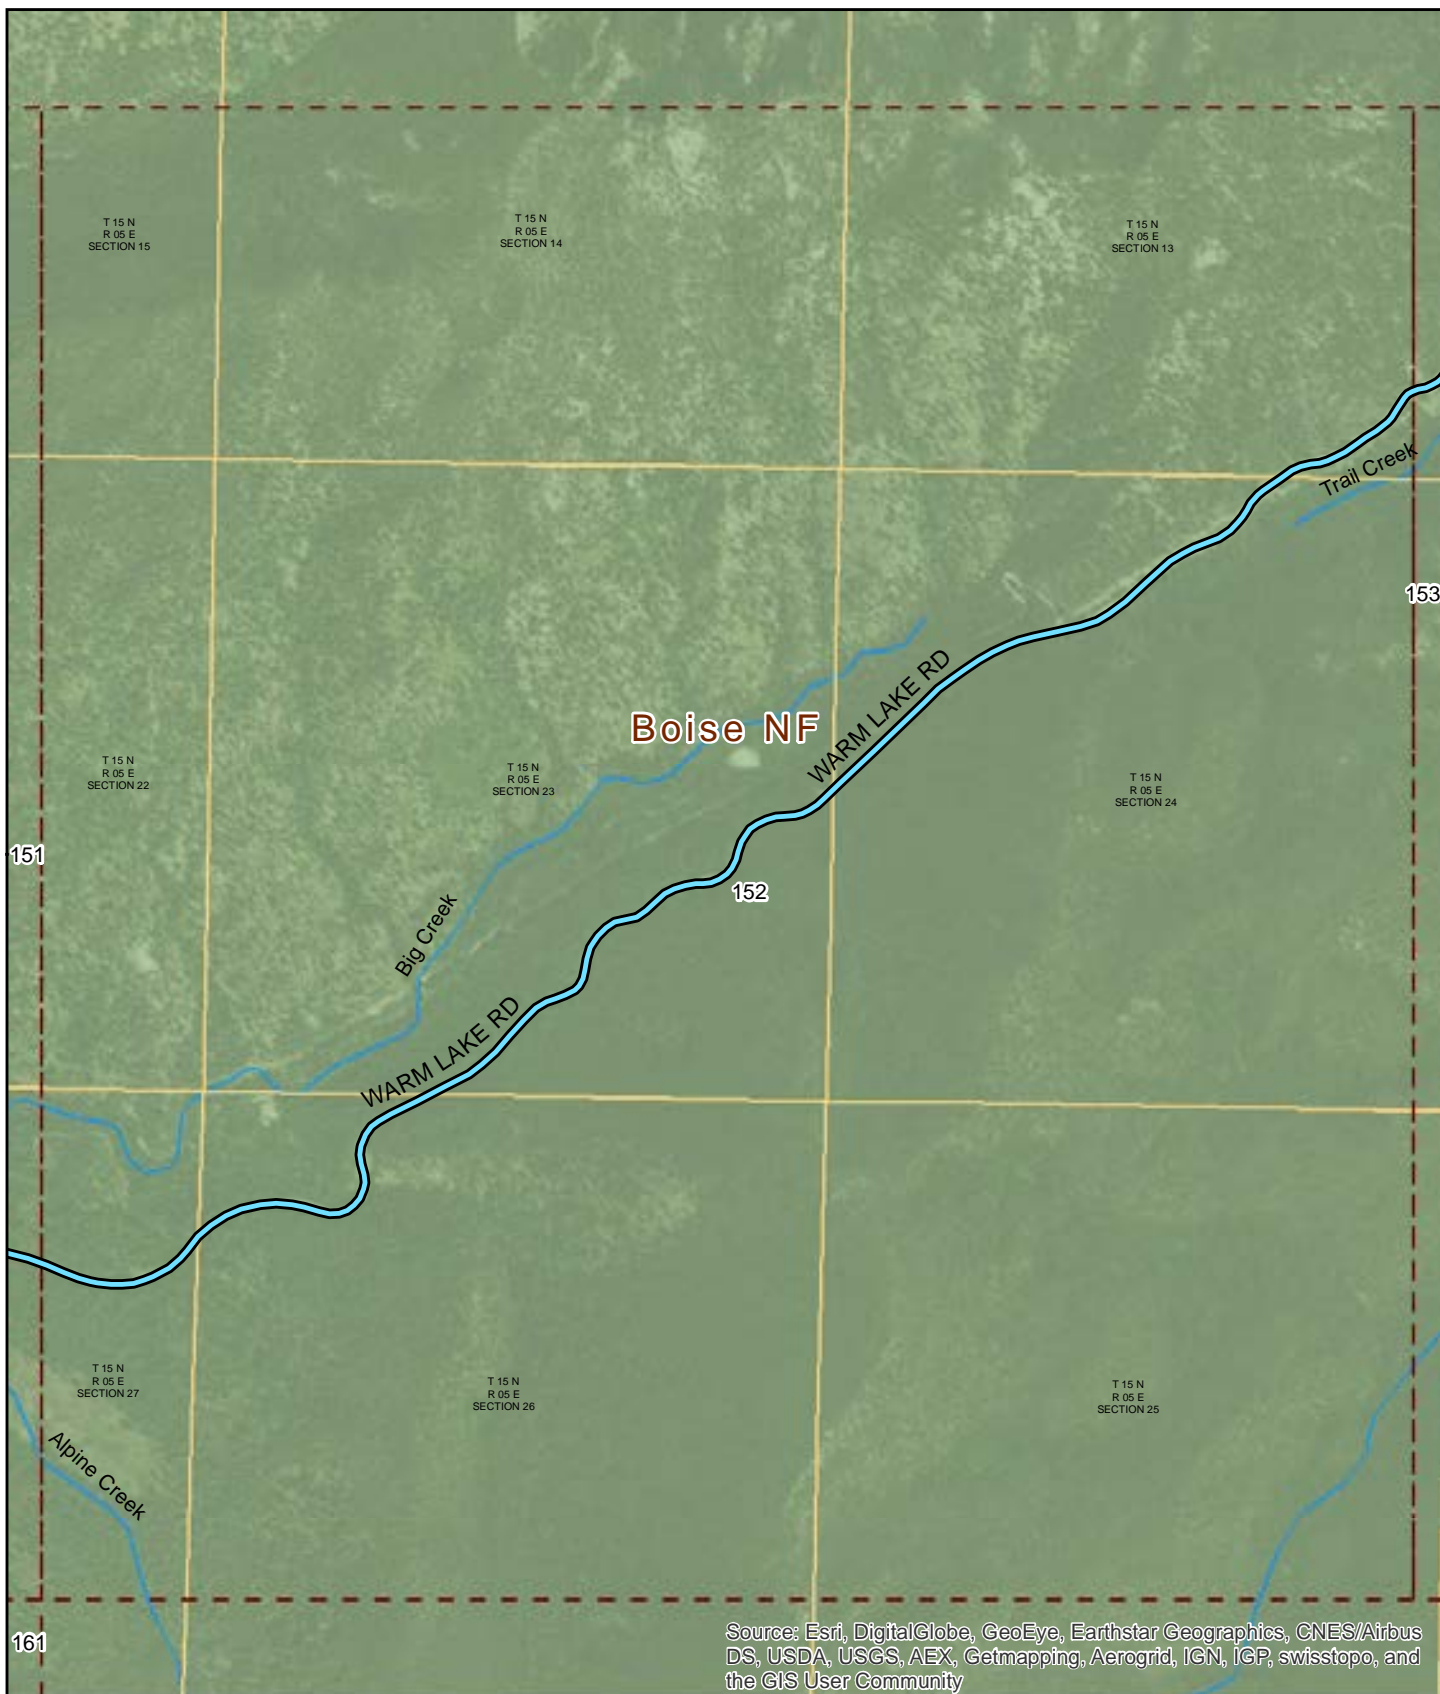 T 15 N
R 05 E
SECTION 15
T 15 N
R 05 E
SECTION 14
T 15 N
R 05 E
SECTION 13
Trail Creek
153
WARM LAKE RD
Boise NF
T 15 N
R 05 E
SECTION 22
T 15 N
R 05 E
SECTION 23
T 15 N
R 05 E
SECTION 24
151
152
Big Creek
WARM LAKE RD
T 15 N
R 05 E
SECTION 27
T 15 N
R 05 E
SECTION 26
T 15 N
R 05 E
SECTION 25
Alpine Creek
161
Source: Esri, DigitalGlobe, GeoEye, Earthstar Geographics, CNES/Airbus
DS, USDA, USGS, AEX, Getmapping, Aerogrid, IGN, IGP, swisstopo, and
the GIS User Community